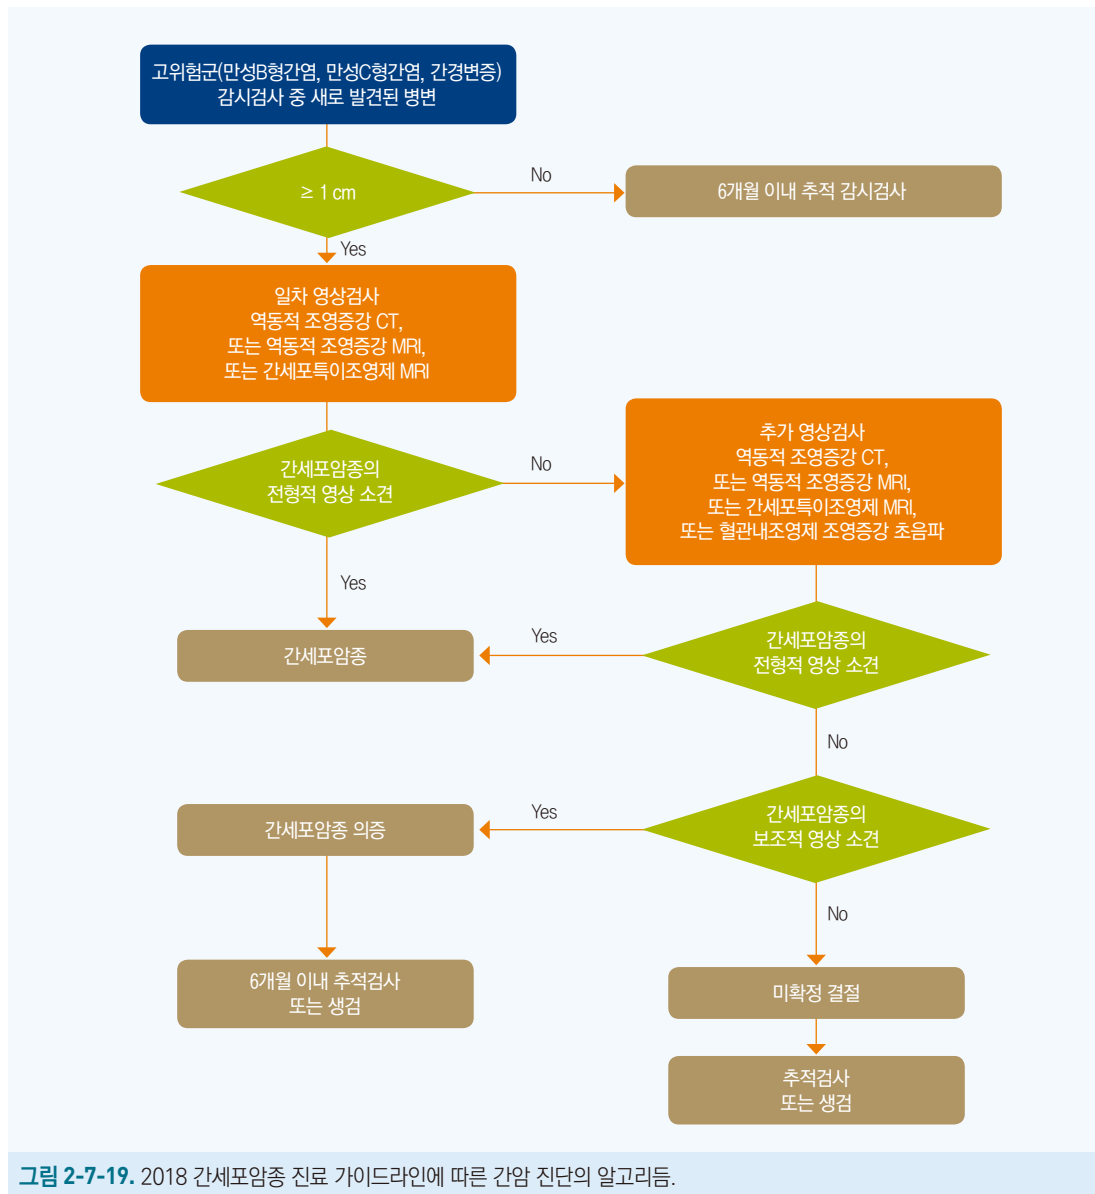 고위험군(만성B형간염, 만성C형간염, 간경변증)
감시검사 중 새로 발견된 병변
≥ 1 cm
No
6개월 이내 추적 감시검사
Yes
일차 영상검사
역동적 조영증강 CT,
또는 역동적 조영증강 MRI,
또는 간세포특이조영제 MRI
간세포암종의
전형적 영상 소견
No
추가 영상검사
역동적 조영증강 CT,
또는 역동적 조영증강 MRI,
또는 간세포특이조영제 MRI,
또는 혈관내조영제 조영증강 초음파
Yes
간세포암종
Yes
간세포암종의
전형적 영상 소견
No
간세포암종 의증
Yes
간세포암종의
보조적 영상 소견
No
6개월 이내 추적검사
또는 생검
미확정 결절
추적검사
또는 생검
그림 2-7-19. 2018 간세포암종 진료 가이드라인에 따른 간암 진단의 알고리듬.